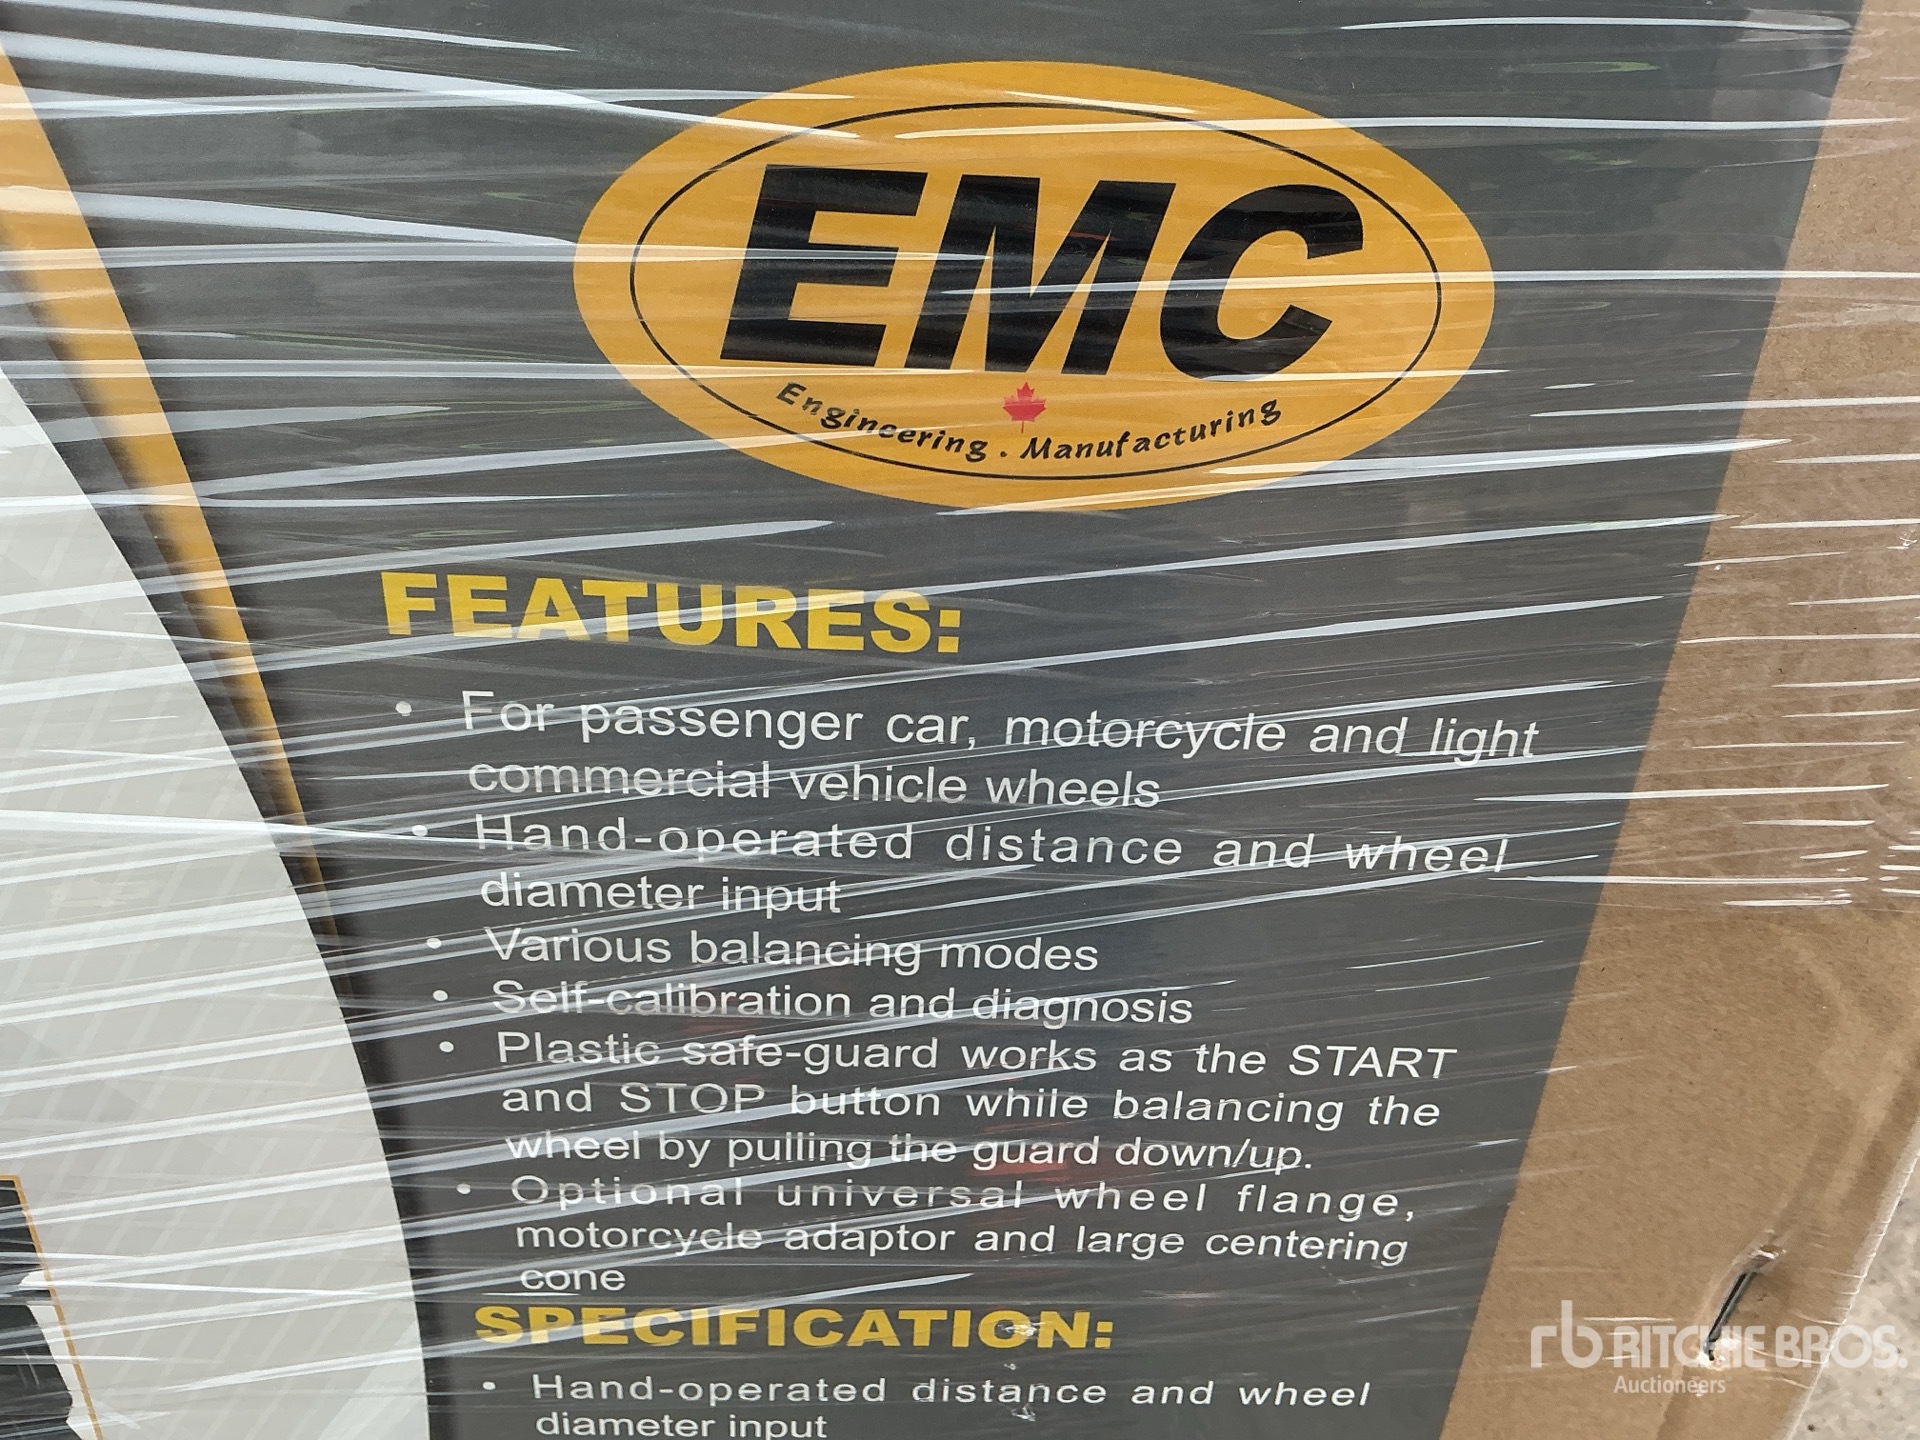 EMC
Engineering . Manufacturing
FEATURES:
• For passenger car, motorcycle and light
commercial vehicle wheels
• Hand-operated distance and wheel
diameter input
• Various balancing modes
• Self-calibration and diagnosis
• Plastic safe-guard works as the START
and STOP button while balancing the
wheel by pulling the guard down/up.
• Optional universal wheel flange,
motorcycle adaptor and large centering
cone
SPECIFICATION:
• Hand-operated distance and wheel
diameter input
rb RITCHIE BROS.
Auctioneers